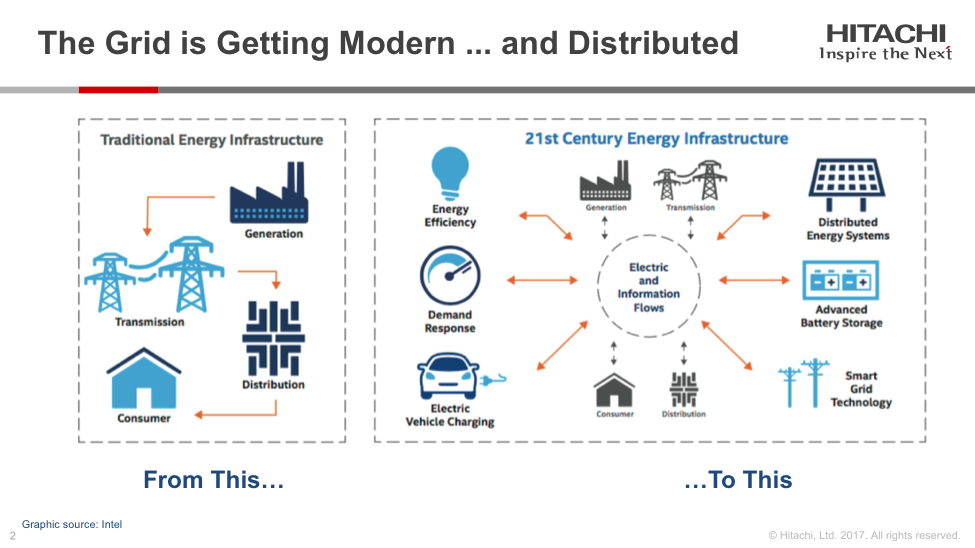 The Grid is Getting Modern ... and Distributed
HITACHI
Inspire the Next
Traditional Energy Infrastructure
Generation
Transmission
Distribution
Consumer
21st Century Energy Infrastructure
Energy
Efficiency
Generation
Transmission
Distributed
Energy Systems
Demand
Response
Electric
and
Information
Flows
Advanced
Battery Storage
Electric
Vehicle Charging
Consumer
Distribution
Smart
Grid
Technology
From This…
…To This
Graphic source: Intel
2
© Hitachi, Ltd. 2017. All rights reserved.